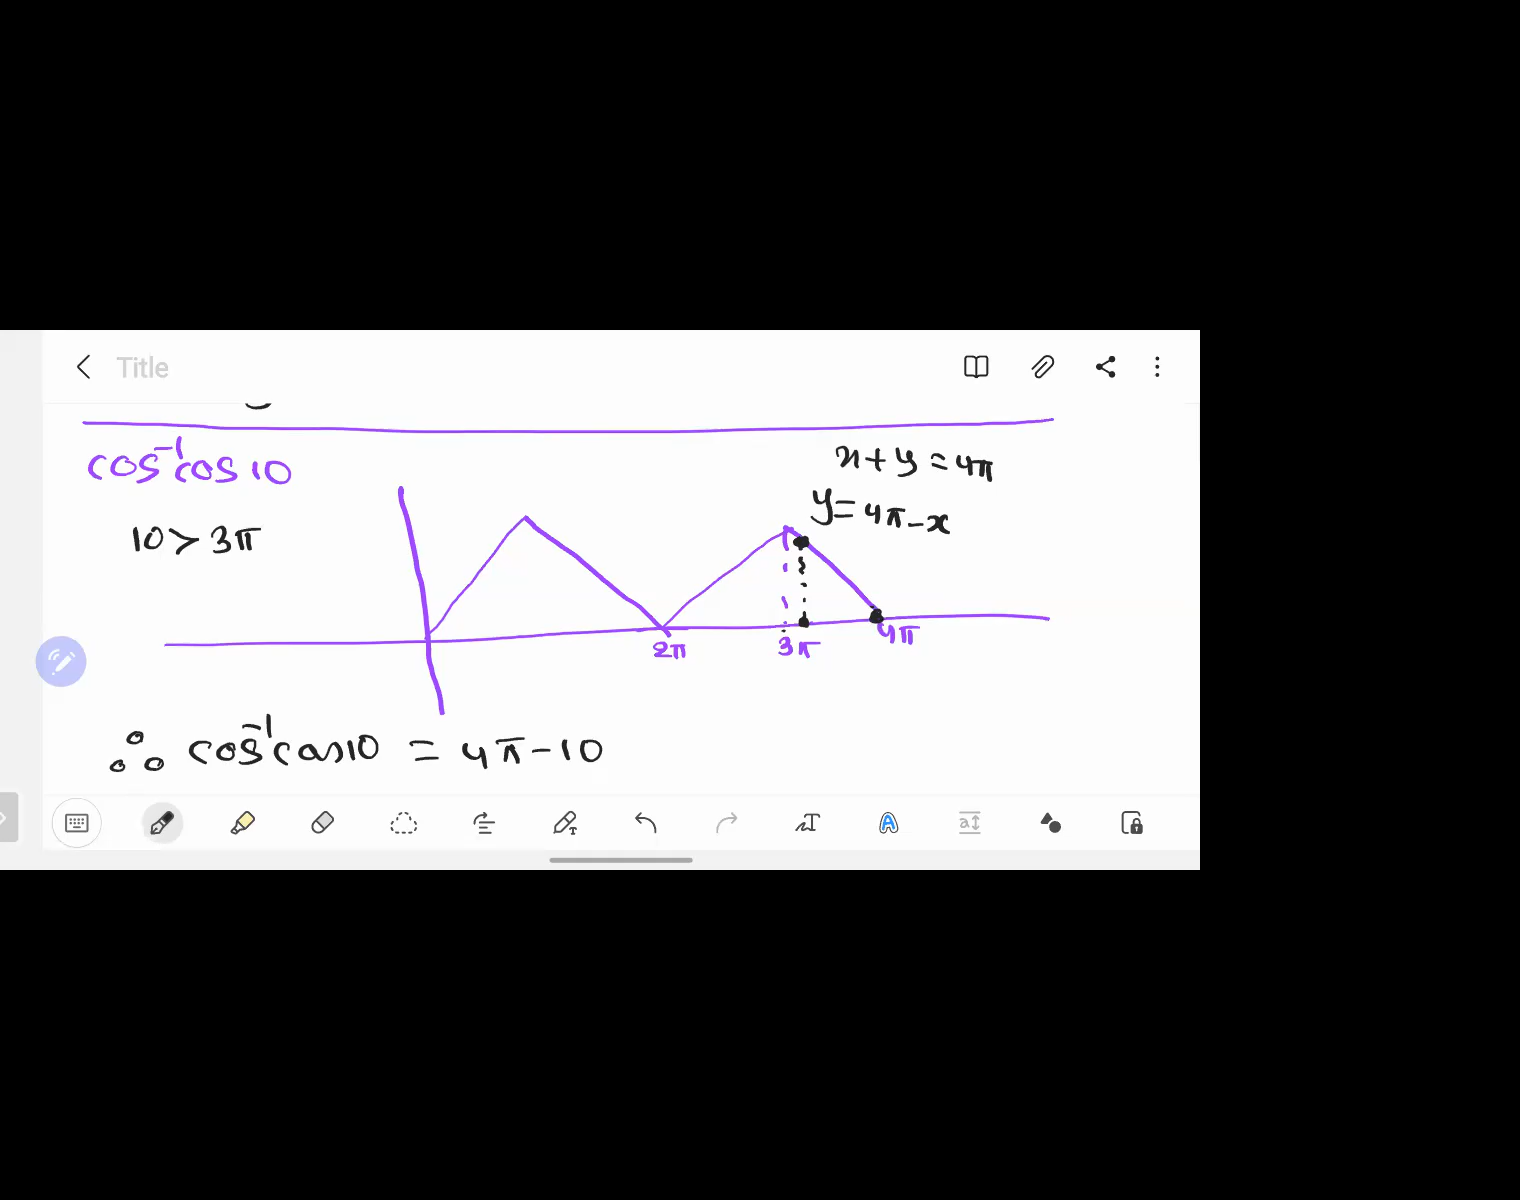 Title
cos⁻¹cos 10
x + y = 4π
y = 4π - x
10 > 3π
2π
3π
4π
∴ cos⁻¹cos10 = 4π - 10